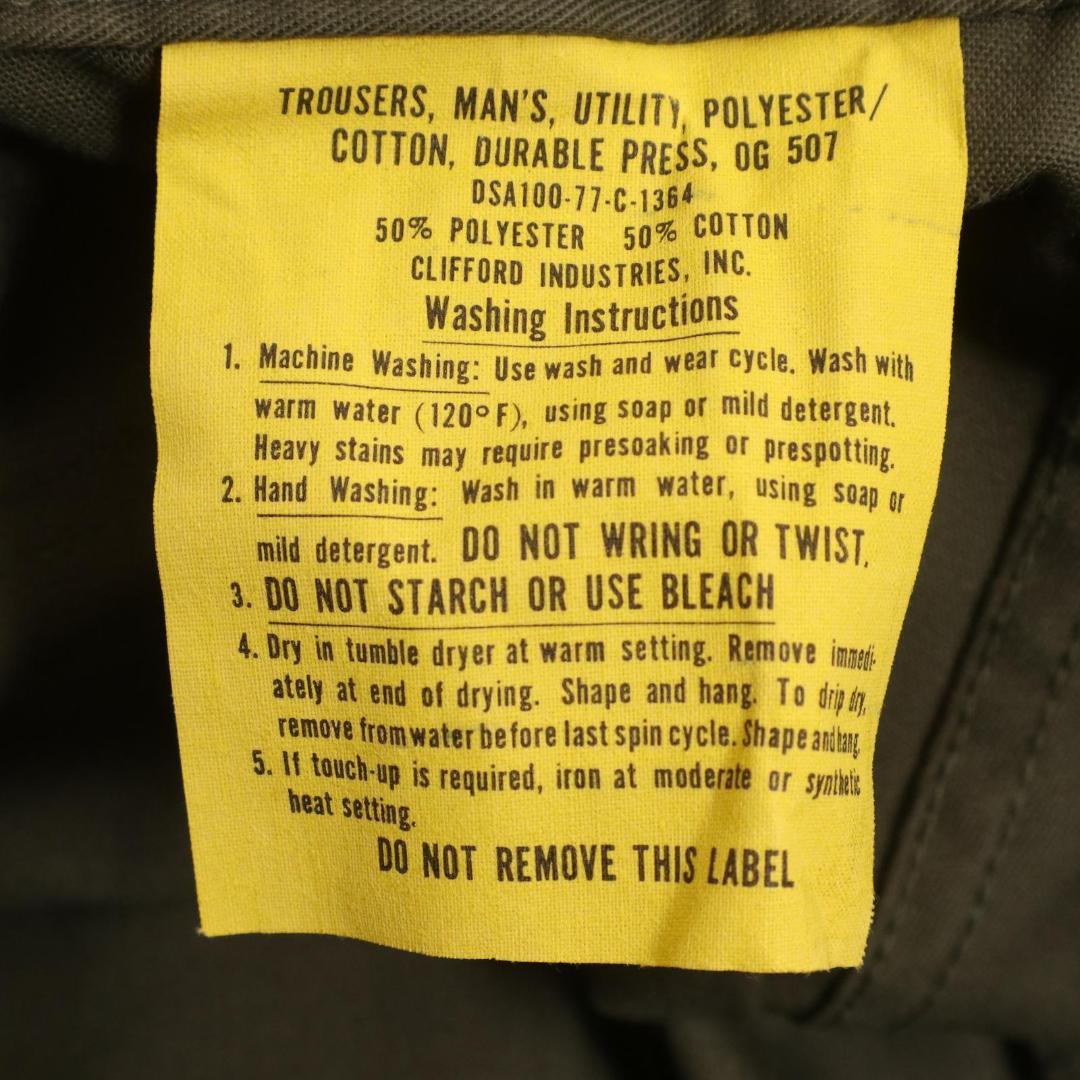 TROUSERS, MAN'S, UTILITY, POLYESTER/
COTTON, DURABLE PRESS, OG 507
DSA100-77-C-1364
50% POLYESTER 50% COTTON
CLIFFORD INDUSTRIES, INC.
Washing Instructions
1. Machine Washing: Use wash and wear cycle. Wash with
warm water (120°F), using soap or mild detergent.
Heavy stains may require presoaking or prespotting.
2. Hand Washing: Wash in warm water, using soap or
mild detergent. DO NOT WRING OR TWIST.
3. DO NOT STARCH OR USE BLEACH
4. Dry in tumble dryer at warm setting. Remove immedi-
ately at end of drying. Shape and hang. To drip dry,
remove from water before last spin cycle. Shape and hang.
5. If touch-up is required, iron at moderate or synthetic
heat setting.
DO NOT REMOVE THIS LABEL